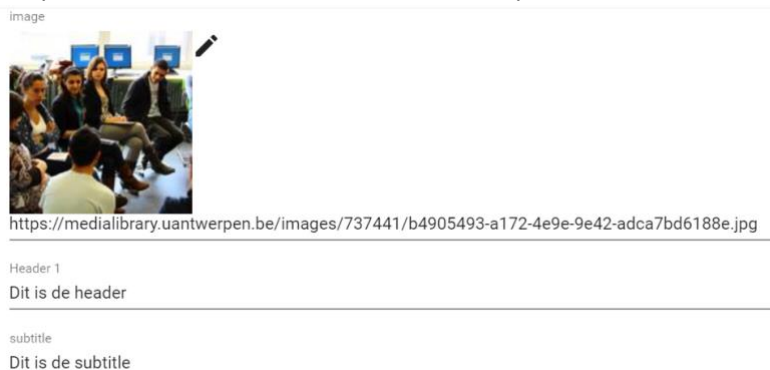 image
https://medialibrary.uantwerpen.be/images/737441/b4905493-a172-4e9e-9e42-adca7bd6188e.jpg
Header 1
Dit is de header
subtitle
Dit is de subtitle